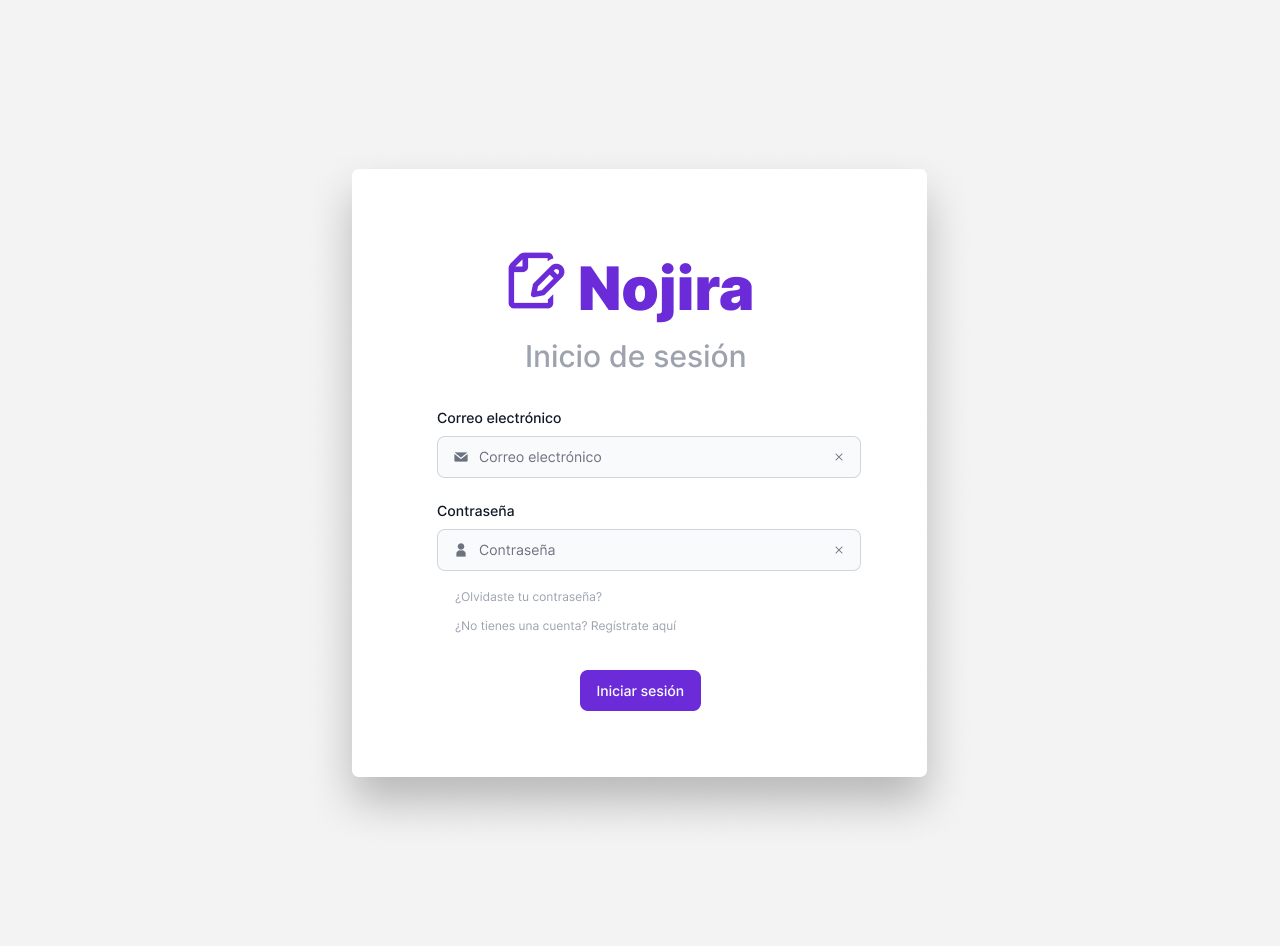 Nojira
Inicio de sesión
Correo electrónico
Correo electrónico
Contraseña
Contraseña
¿Olvidaste tu contraseña?
¿No tienes una cuenta? Regístrate aquí
Iniciar sesión